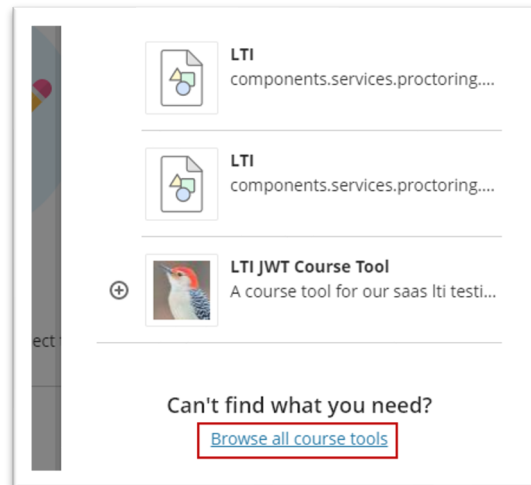 LTI
components.services.proctoring....
LTI
components.services.proctoring....
LTI JWT Course Tool
A course tool for our saas lti testi...
ect
Can't find what you need?
Browse all course tools